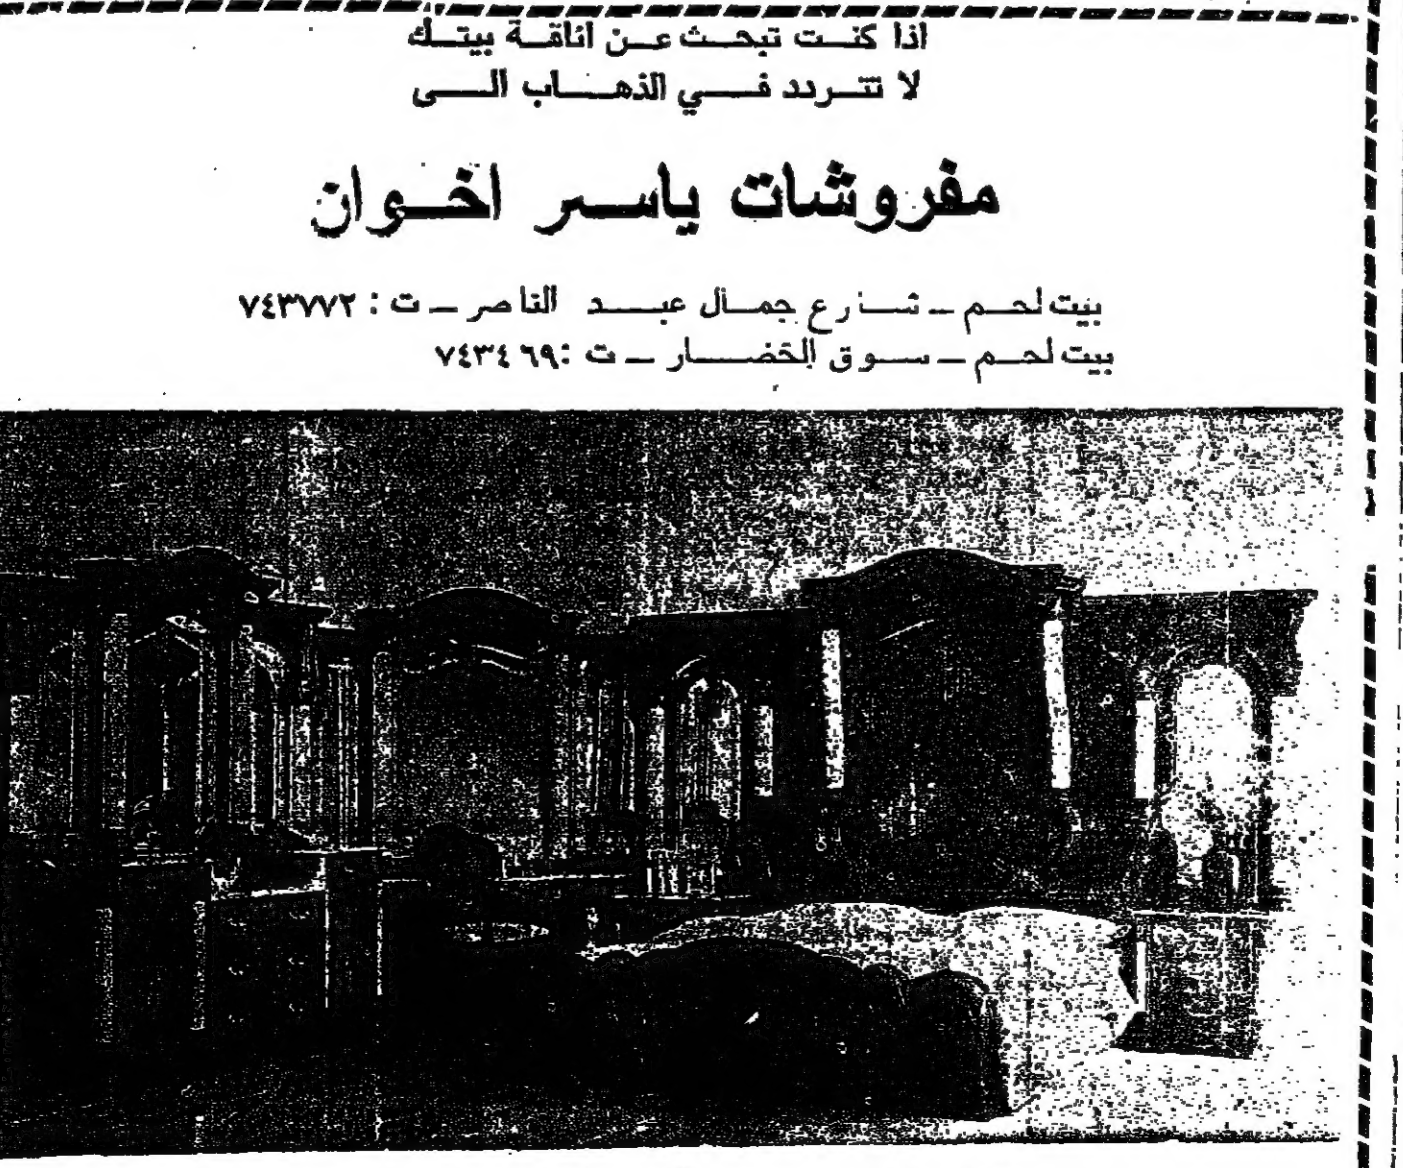 اذا كنت تبحث عن اناقة بيتك
لا تتردد في الذهاب الى
مفروشات ياسر اخوان
بيت لحم - شارع جمال عبد الناصر - ت : ٧٤٣٧٧٢
بيت لحم - سوق الخضار - ت : ٧٤٣٤٦٩